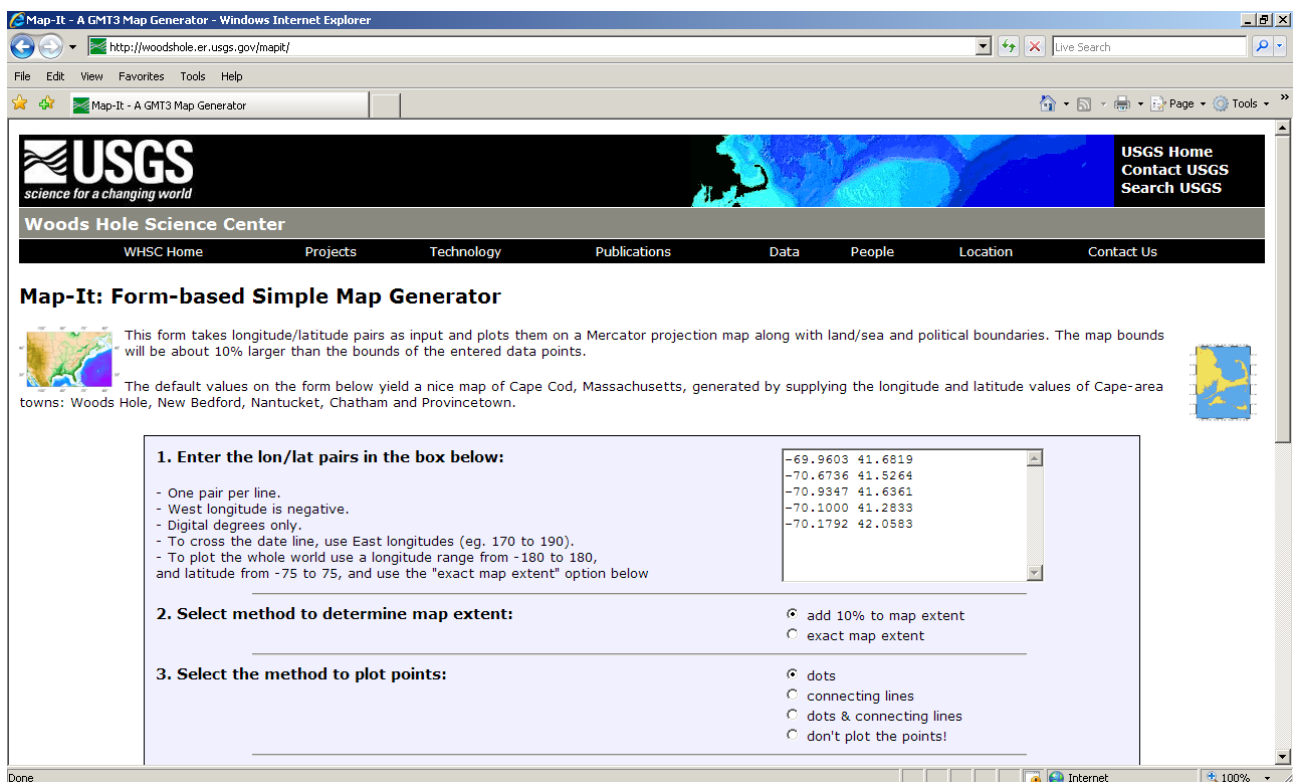 Map-It - A GMT3 Map Generator - Windows Internet Explorer
http://woodshole.er.usgs.gov/mapit/
Live Search
File Edit View Favorites Tools Help
Map-It - A GMT3 Map Generator
Page Tools
USGS
science for a changing world
USGS Home
Contact USGS
Search USGS
Woods Hole Science Center
WHSC Home Projects Technology Publications Data People Location Contact Us
Map-It: Form-based Simple Map Generator
This form takes longitude/latitude pairs as input and plots them on a Mercator projection map along with land/sea and political boundaries. The map bounds
will be about 10% larger than the bounds of the entered data points.
The default values on the form below yield a nice map of Cape Cod, Massachusetts, generated by supplying the longitude and latitude values of Cape-area
towns: Woods Hole, New Bedford, Nantucket, Chatham and Provincetown.
1. Enter the lon/lat pairs in the box below:
- One pair per line.
- West longitude is negative.
- Digital degrees only.
- To cross the date line, use East longitudes (eg. 170 to 190).
- To plot the whole world use a longitude range from -180 to 180,
and latitude from -75 to 75, and use the "exact map extent" option below
-69.9603 41.6819
-70.6736 41.5264
-70.9347 41.6361
-70.1000 41.2833
-70.1792 42.0583
2. Select method to determine map extent:
add 10% to map extent
exact map extent
3. Select the method to plot points:
dots
connecting lines
dots & connecting lines
don't plot the points!
Done
Internet
100%